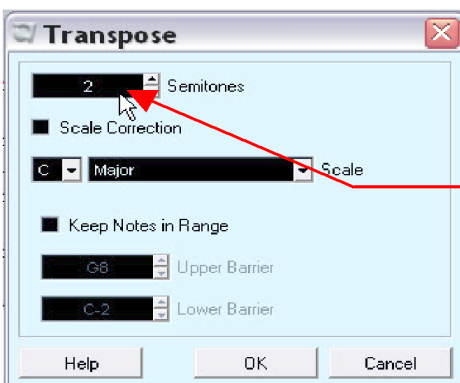 Transpose
2 Semitones
Scale Correction
C Major Scale
Keep Notes in Range
G8 Upper Barrier
C-2 Lower Barrier
Help OK Cancel